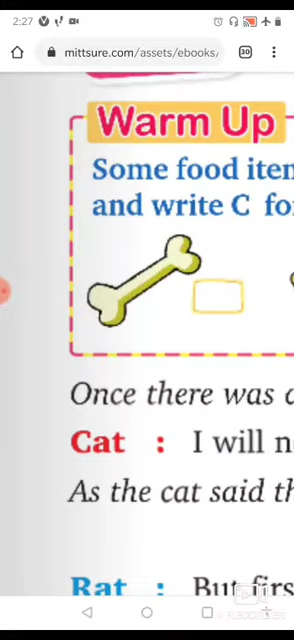 2:27
mittsure.com/assets/ebooks/
30
Warm Up
Some food iten
and write C fo
Once there was
Cat : I will n
As the cat said th
Rat : But firs